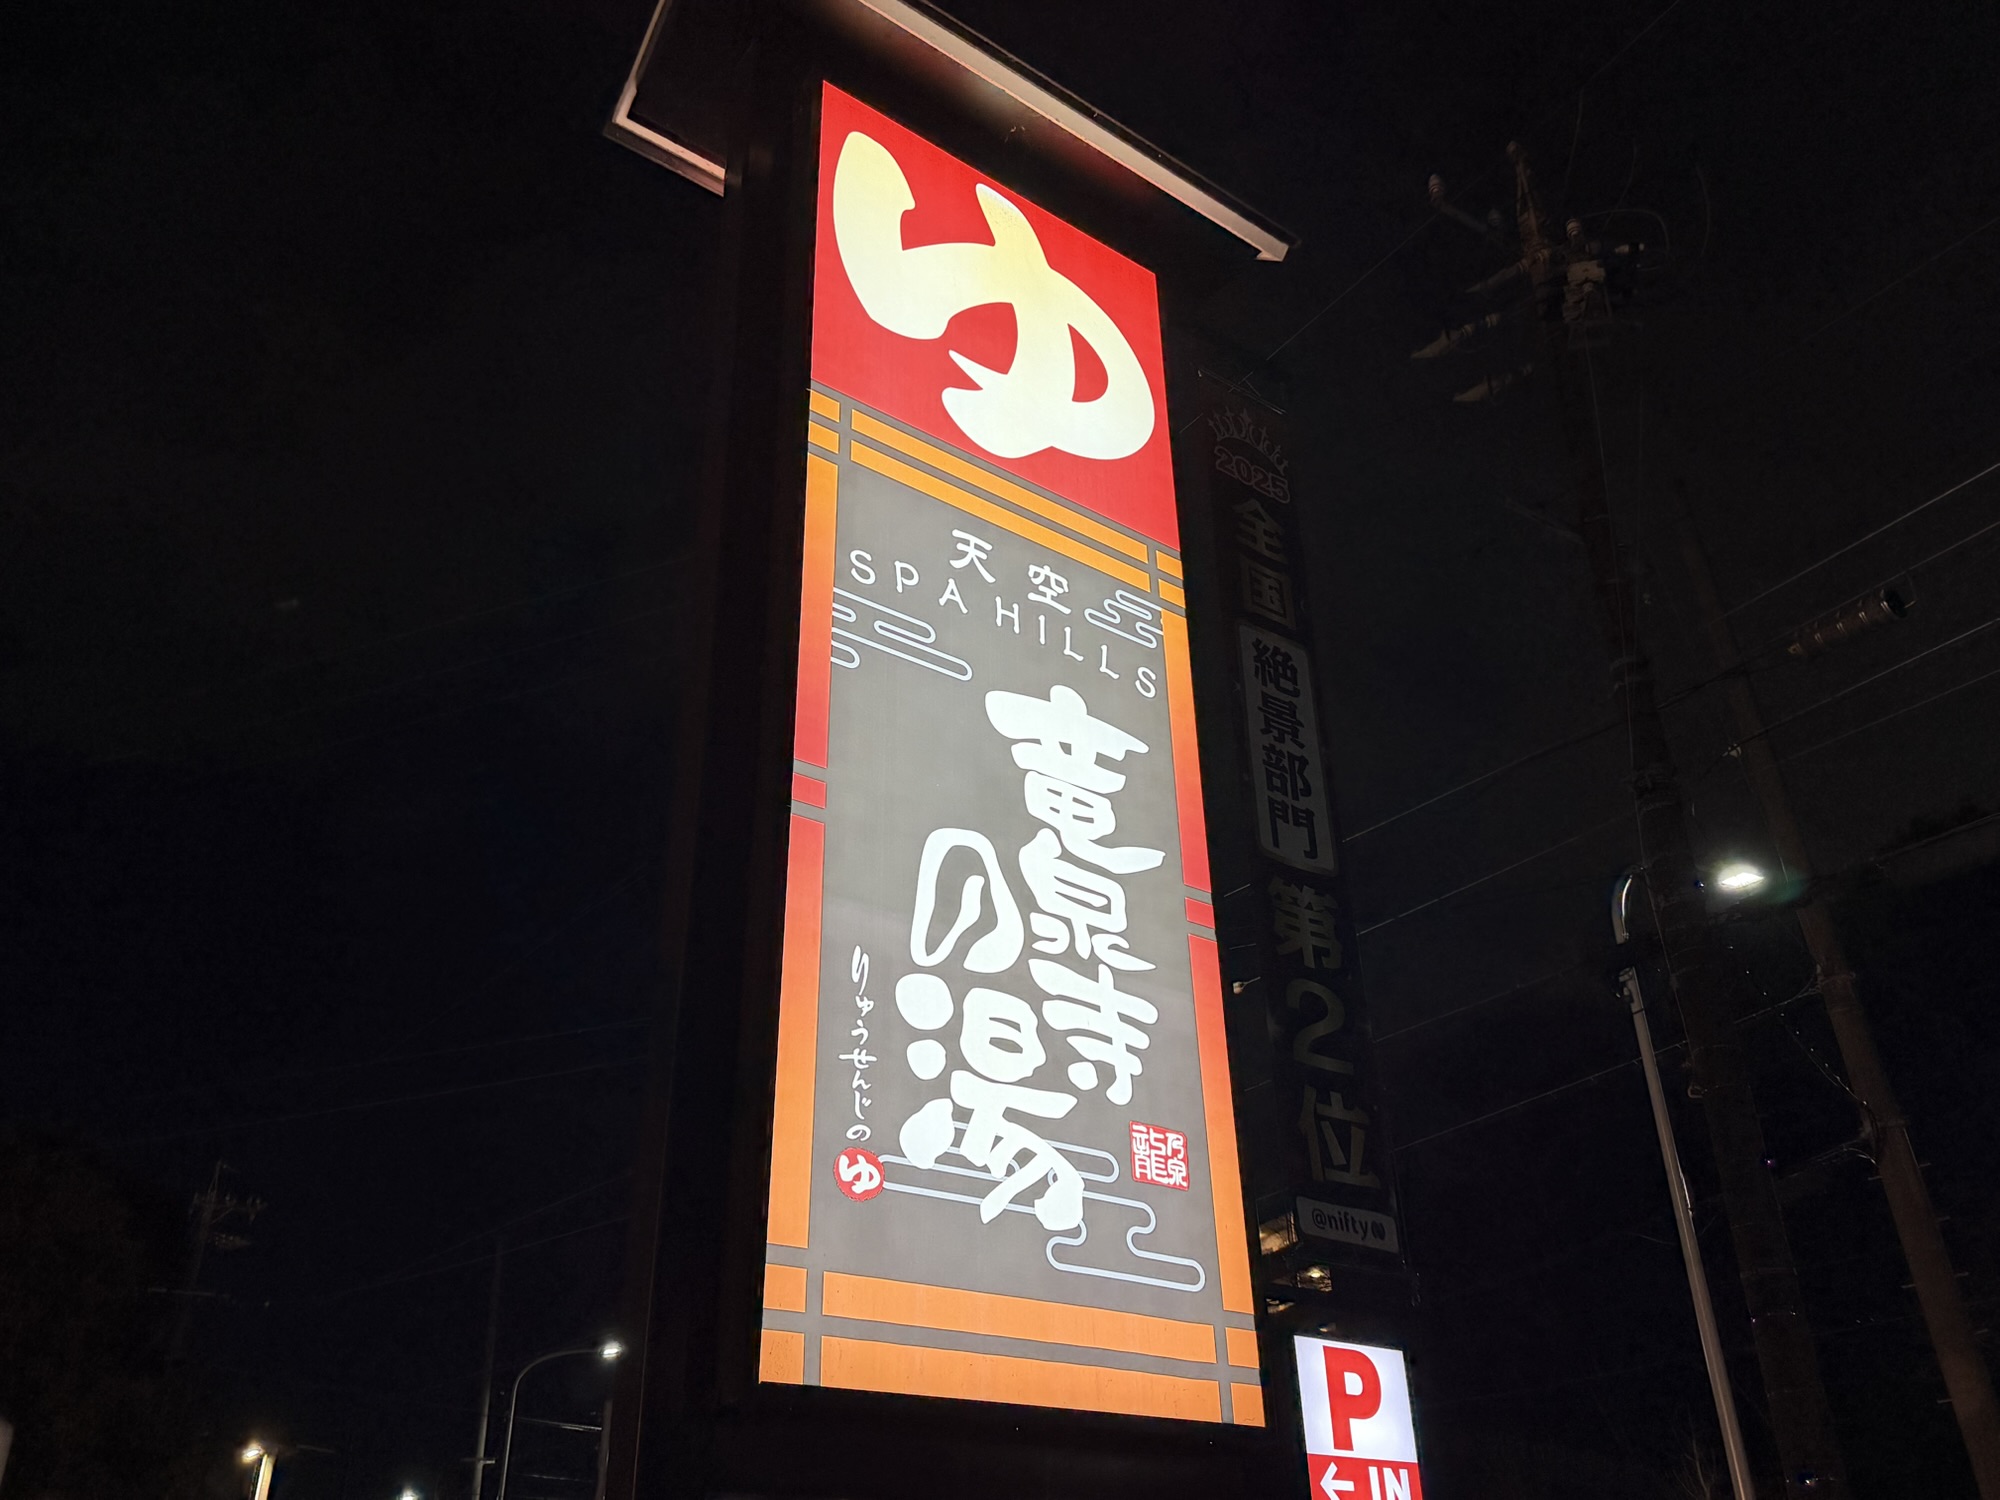 ゆ
天空
SPA HILLS
竜泉寺
の湯
りゅうせんじの
ゆ
乃泉
龍
2025
全国
絶景部門
第2位
@nifty
P
← IN